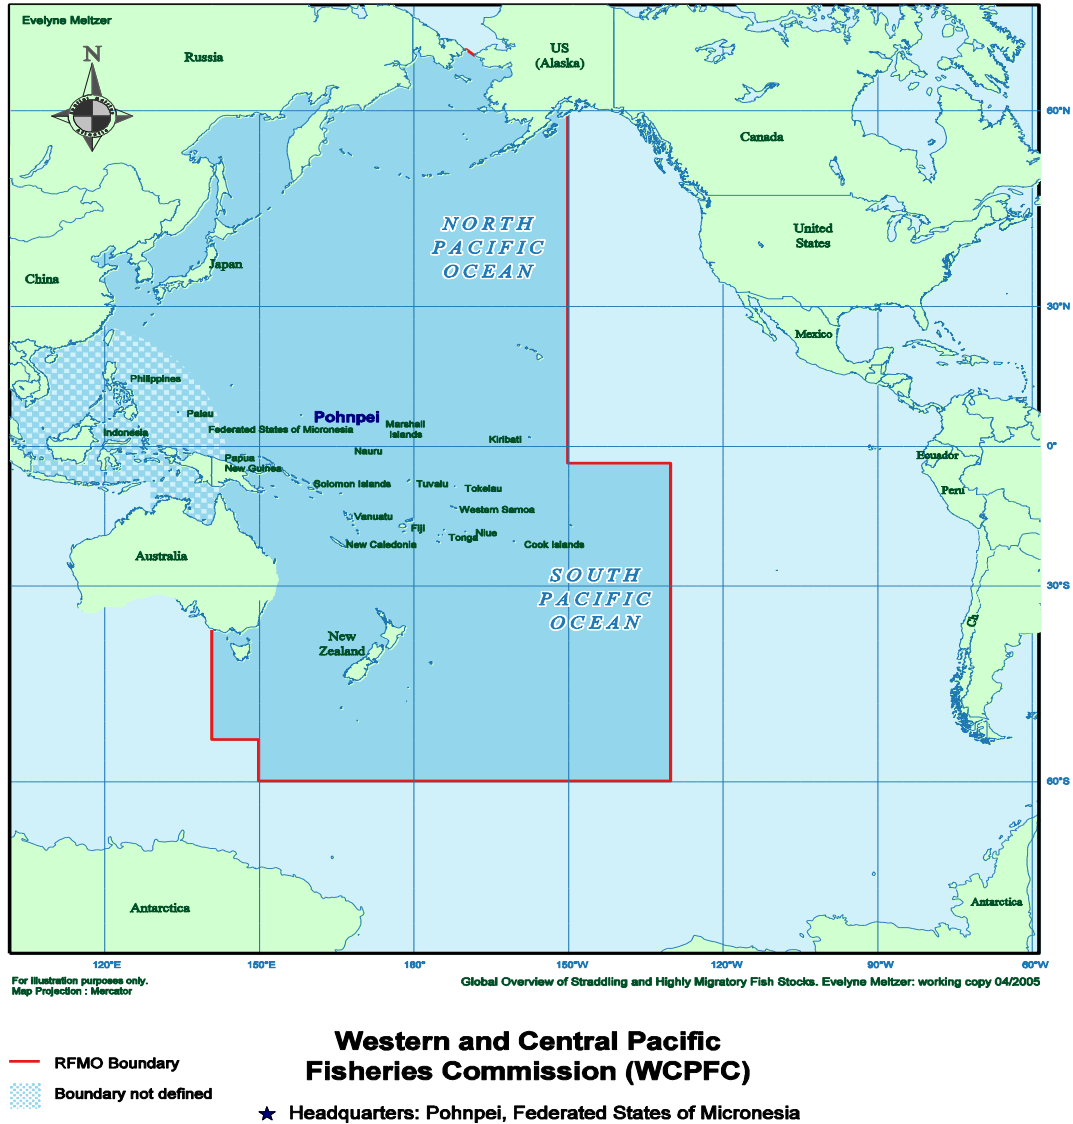 Evelyne Meltzer
N
Russia
US
(Alaska)
60°N
Canada
NORTH
PACIFIC
OCEAN
United
States
Japan
China
30°N
Mexico
Philippines
Palau
Pohnpei
Marshall
Islands
Indonesia
Federated States of Micronesia
Kiribati
0°
Nauru
Papua
New Guinea
Ecuador
Solomon Islands
Tuvalu
Tokelau
Peru
Western Samoa
Vanuatu
Fiji
Niue
Tonga
New Caledonia
Cook Islands
Australia
SOUTH
PACIFIC
OCEAN
30°S
Ch
New
Zealand
60°S
Antarctica
Antarctica
120°E
150°E
180°
150°W
120°W
90°W
60°W
For illustration purposes only.
Map Projection : Mercator
Global Overview of Straddling and Highly Migratory Fish Stocks. Evelyne Meltzer: working copy 04/2005
Western and Central Pacific
Fisheries Commission (WCPFC)
RFMO Boundary
Boundary not defined
Headquarters: Pohnpei, Federated States of Micronesia